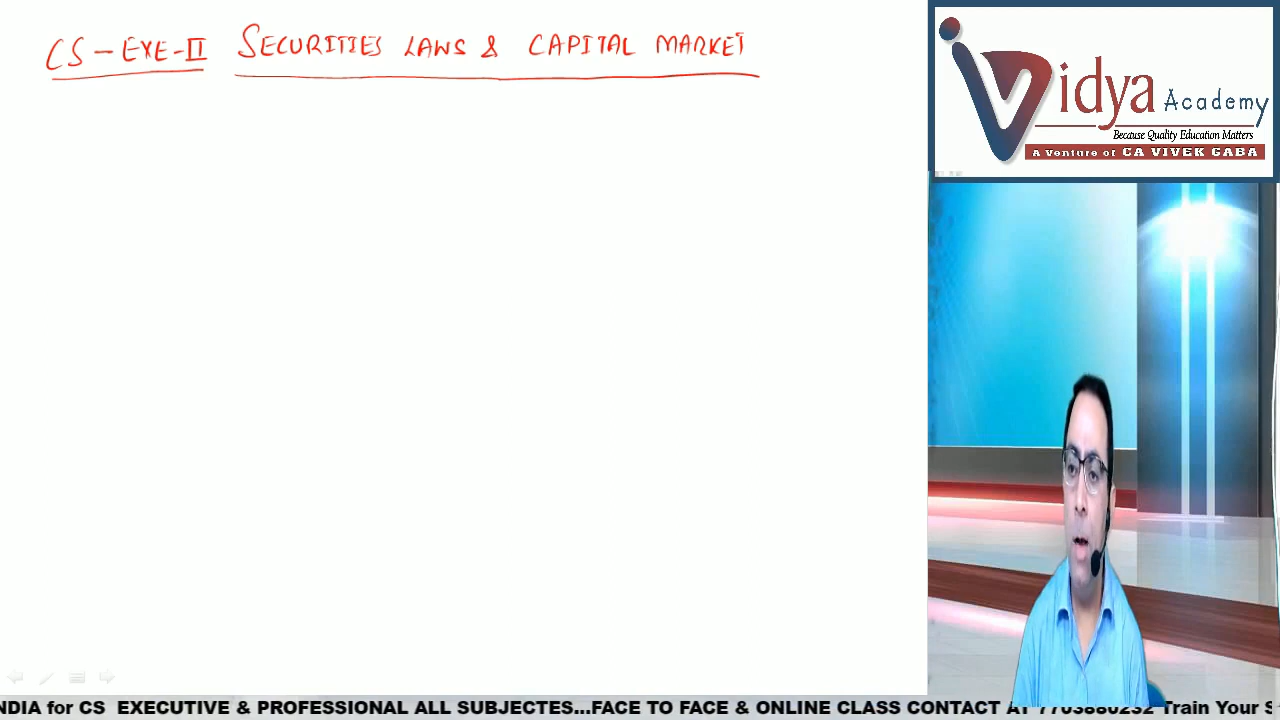 CS - EXE-II SECURITIES LAWS & CAPITAL MARKET
Vidya Academy
Because Quality Education Matters
A Venture of CA VIVEK GABA
NDIA for CS EXECUTIVE & PROFESSIONAL ALL SUBJECTES...FACE TO FACE & ONLINE CLASS CONTACT AT 7703880232 Train Your S